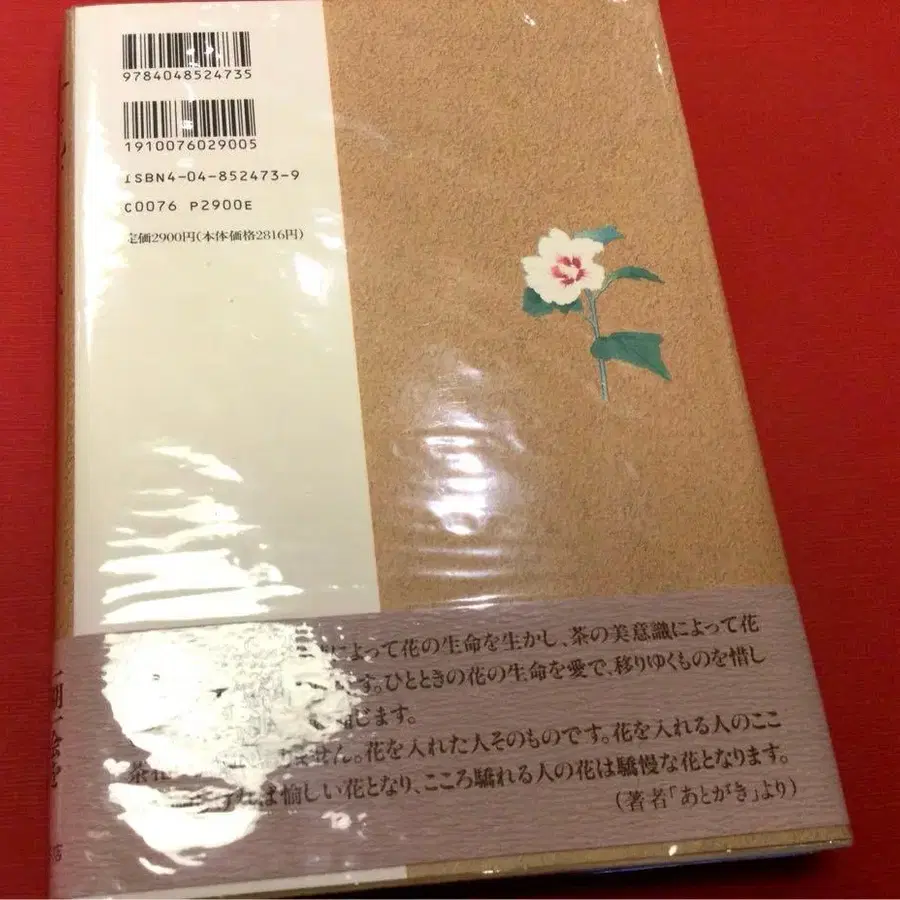 9784048524735
1910076029005
ISBN4-04-852473-9
C0076 P2900E
定価2900円(本体価格2816円)
によって花の生命を生かし、茶の美意識によって花
す。ひとときの花の生命を愛で、移りゆくものを惜し
じます。
せん。花を入れた人そのものです。花を入れる人のここ
は愉しい花となり、こころ驕れる人の花は驕慢な花となります。
(著者「あとがき」より)